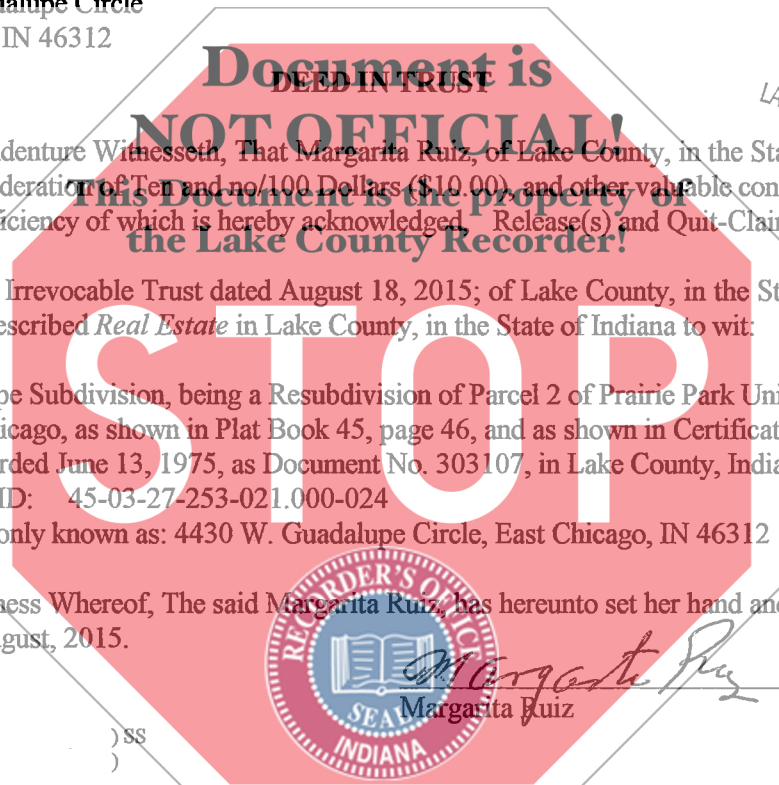 dalupe Circle
IN 46312
Document is
DEED IN TRUST
LA
NOT OFFICIAL!
denture Witnesseth, That Margarita Ruiz, of Lake County, in the Sta
deration of Ten and no/100 Dollars ($10.00), and other valuable con
This Document is the property of
iciency of which is hereby acknowledged, Release(s) and Quit-Clair
the Lake County Recorder!
Irrevocable Trust dated August 18, 2015; of Lake County, in the St
escribed Real Estate in Lake County, in the State of Indiana to wit:
STOP
pe Subdivision, being a Resubdivision of Parcel 2 of Prairie Park Uni
icago, as shown in Plat Book 45, page 46, and as shown in Certificat
rded June 13, 1975, as Document No. 303107, in Lake County, India
ID: 45-03-27-253-021.000-024
only known as: 4430 W. Guadalupe Circle, East Chicago, IN 46312
ness Whereof, The said Margarita Ruiz, has hereunto set her hand and
gust, 2015.
RECORDER'S OFFICE
SEAL
INDIANA
Margarita Ruiz
Margarita Ruiz
) SS
)